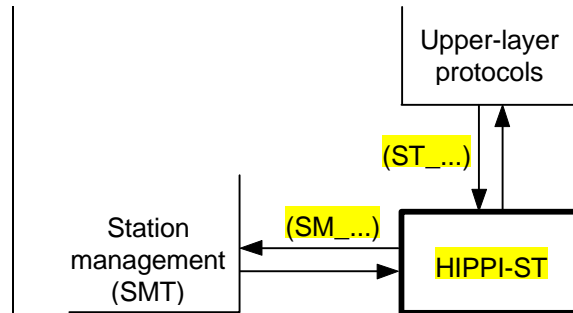 Upper-layer
protocols
(ST_...)
(SM_...)
Station
management
(SMT)
HIPPI-ST